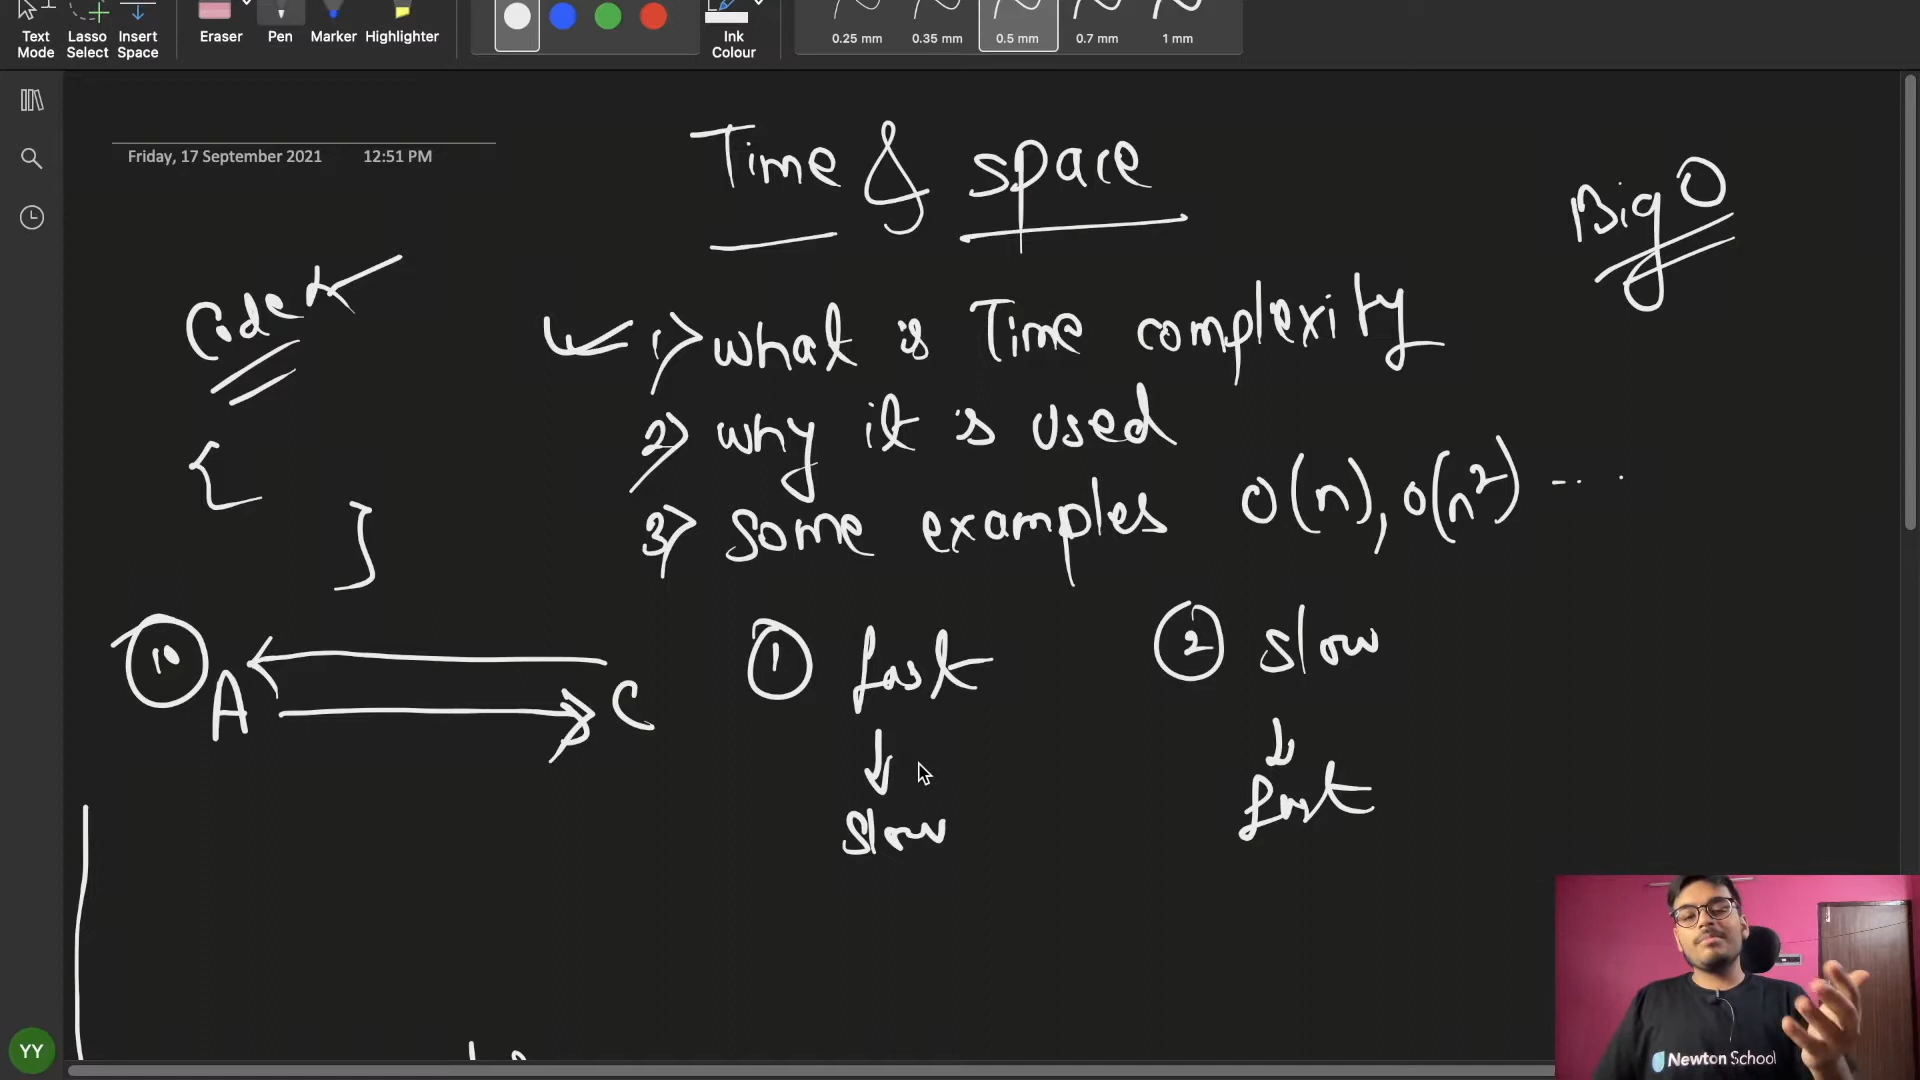 Text Mode
Lasso Select
Insert Space
Eraser
Pen
Marker
Highlighter
Ink Colour
0.25 mm
0.35 mm
0.5 mm
0.7 mm
1 mm
Friday, 17 September 2021 12:51 PM
Time & space
Big O
Code
1) what is Time complexity
2) why it is used
3) some examples O(n), O(n²) ....
{
]
10
A
C
1 fast
slow
2 slow
fast
YY
Newton School